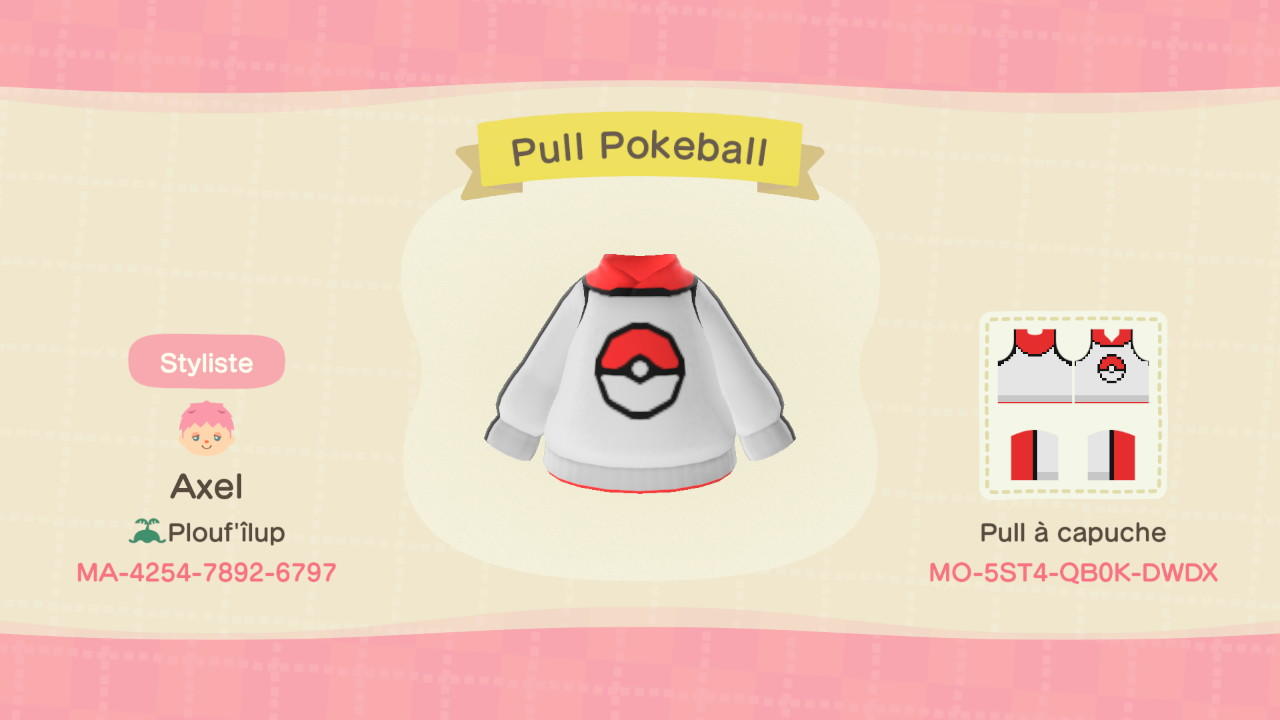 Pull Pokeball
Styliste
Axel
Plouf'îlup
MA-4254-7892-6797
Pull à capuche
MO-5ST4-QB0K-DWDX